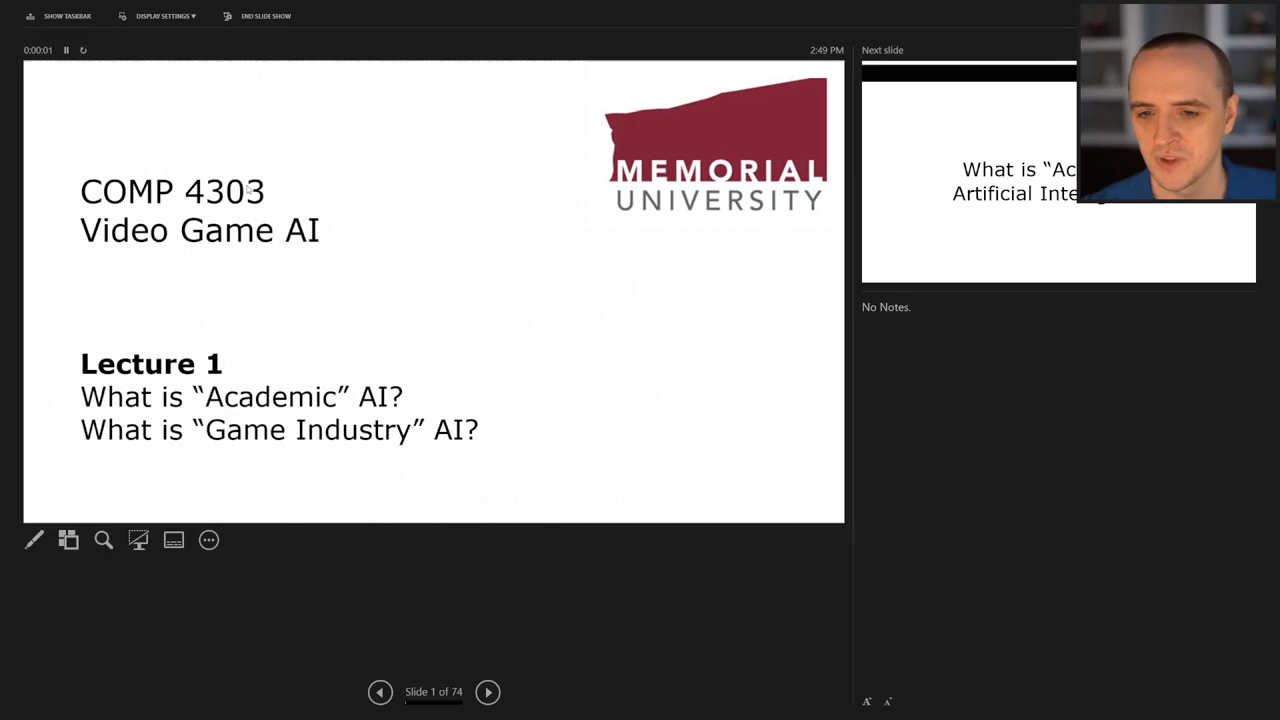 SHOW TASKBAR
DISPLAY SETTINGS ▼
END SLIDE SHOW
0:00:01
2:49 PM
COMP 4303
Video Game AI
MEMORIAL
UNIVERSITY
Lecture 1
What is “Academic” AI?
What is “Game Industry” AI?
Slide 1 of 74
Next slide
What is “Ac
Artificial Inte
No Notes.
A
A